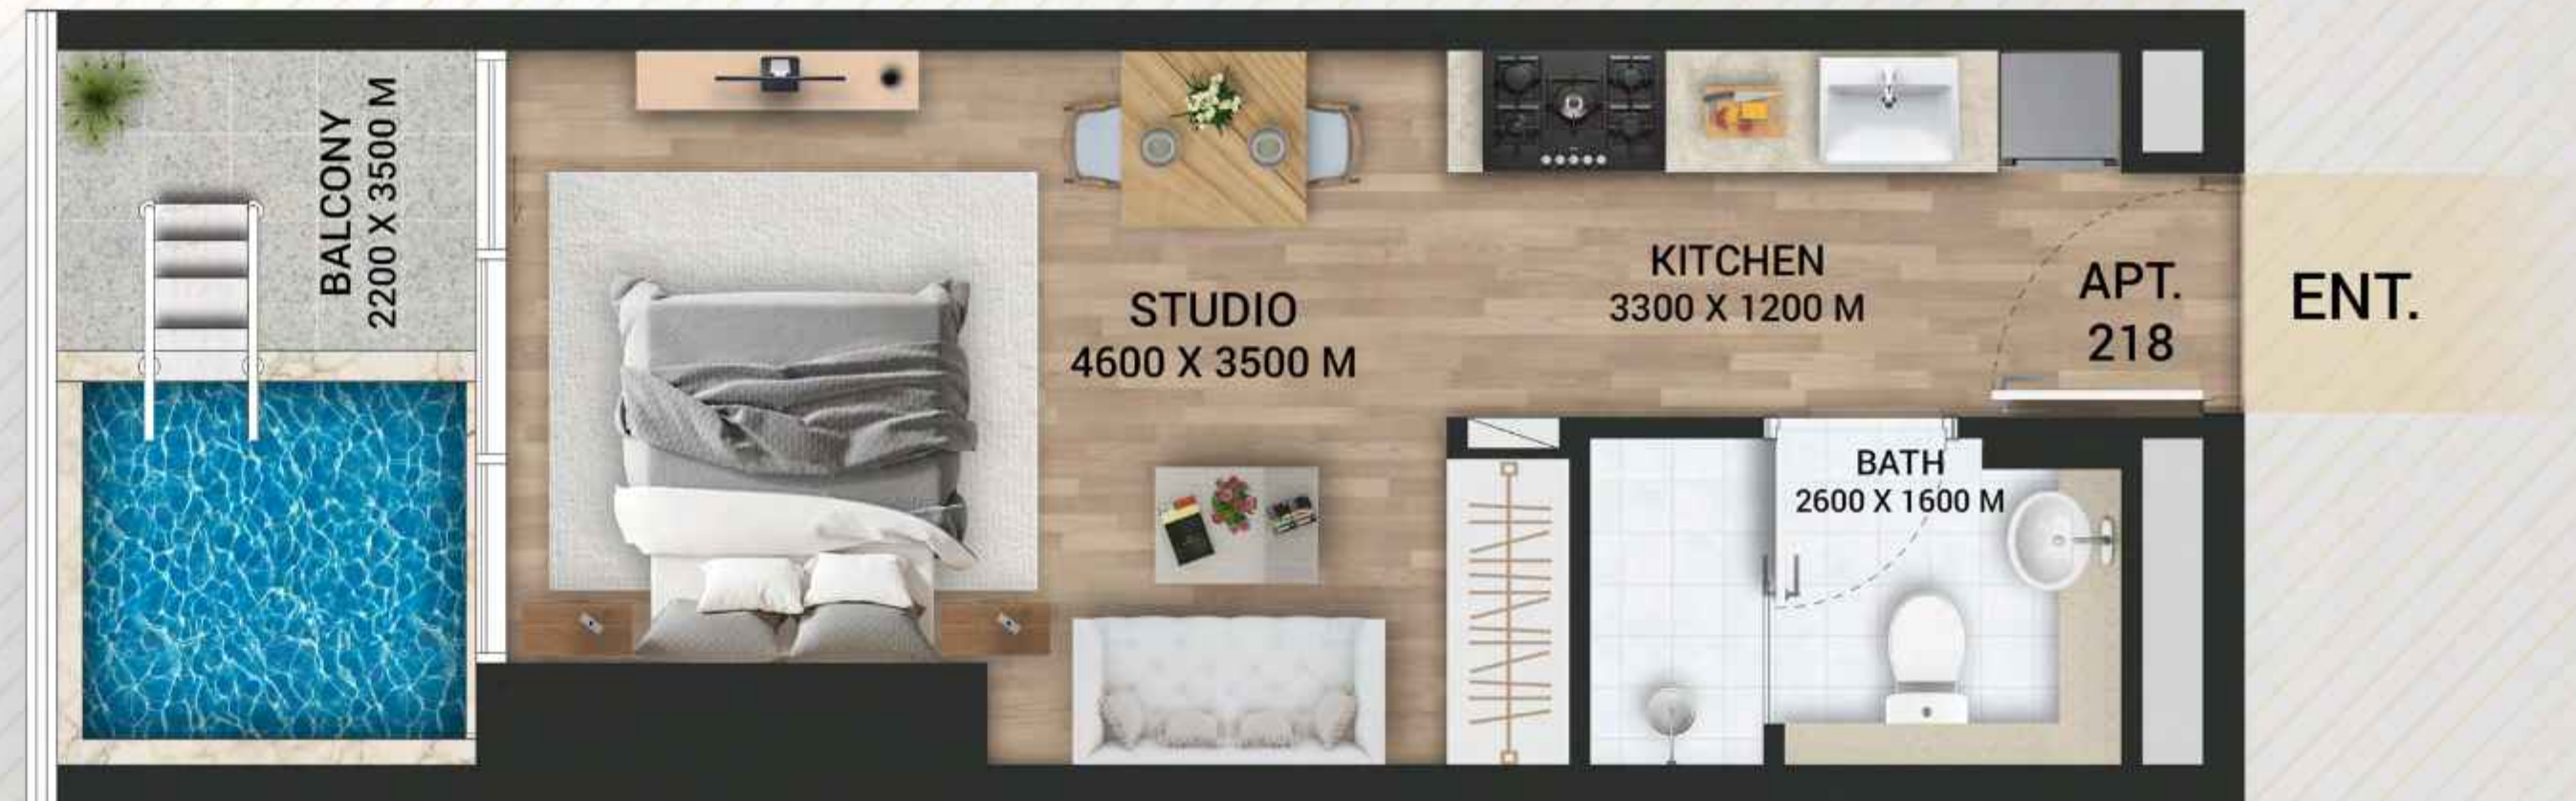 BALCONY
2200 X 3500 M
STUDIO
4600 X 3500 M
KITCHEN
3300 X 1200 M
APT.
218
ENT.
BATH
2600 X 1600 M